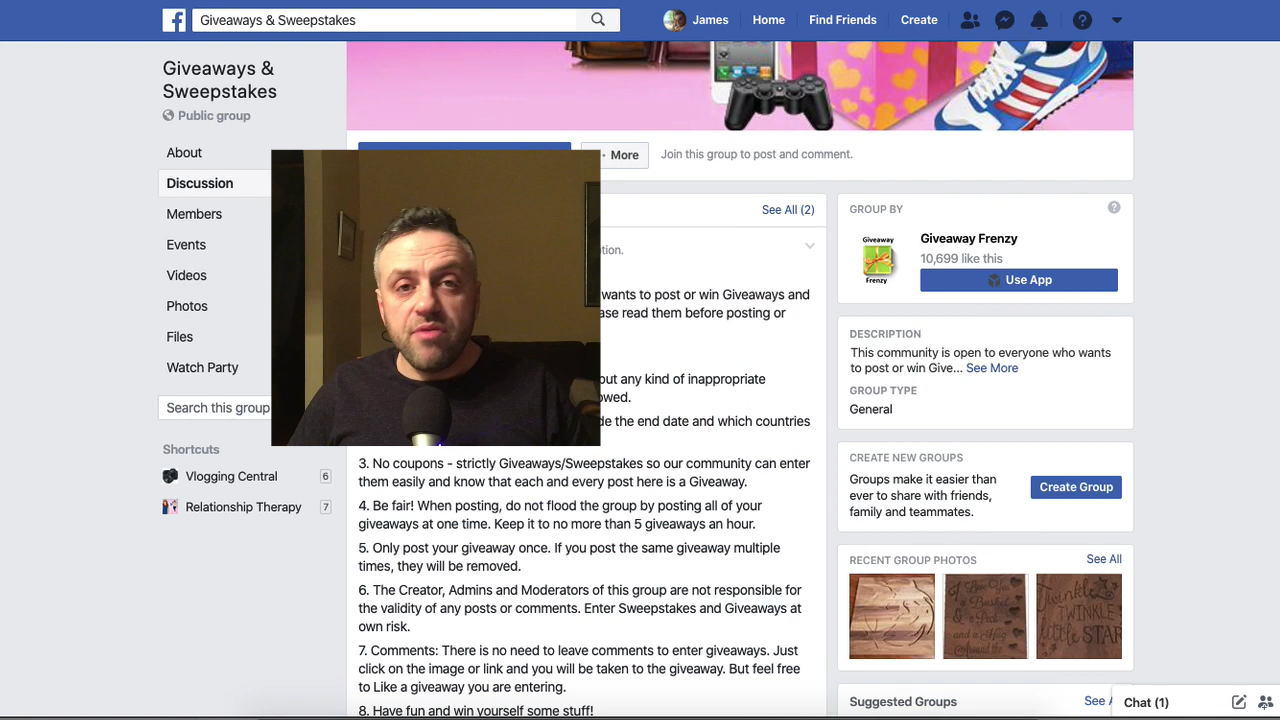 Giveaways & Sweepstakes
James
Home
Find Friends
Create
Giveaways &
Sweepstakes
Public group
About
Discussion
Members
Events
Videos
Photos
Files
Watch Party
Search this group
Shortcuts
Vlogging Central 6
Relationship Therapy 7
More
Join this group to post and comment.
See All (2)
wants to post or win Giveaways and
read them before posting or
but any kind of inappropriate
the end date and which countries
3. No coupons - strictly Giveaways/Sweepstakes so our community can enter
them easily and know that each and every post here is a Giveaway.
4. Be fair! When posting, do not flood the group by posting all of your
giveaways at one time. Keep it to no more than 5 giveaways an hour.
5. Only post your giveaway once. If you post the same giveaway multiple
times, they will be removed.
6. The Creator, Admins and Moderators of this group are not responsible for
the validity of any posts or comments. Enter Sweepstakes and Giveaways at
own risk.
7. Comments: There is no need to leave comments to enter giveaways. Just
click on the image or link and you will be taken to the giveaway. But feel free
to Like a giveaway you are entering.
8. Have fun and win yourself some stuff!
GROUP BY
Giveaway
Frenzy
Giveaway Frenzy
10,699 like this
Use App
DESCRIPTION
This community is open to everyone who wants
to post or win Give... See More
GROUP TYPE
General
CREATE NEW GROUPS
Groups make it easier than
ever to share with friends,
family and teammates.
Create Group
RECENT GROUP PHOTOS
See All
TWINKLE
little STAR
Suggested Groups
See
Chat (1)